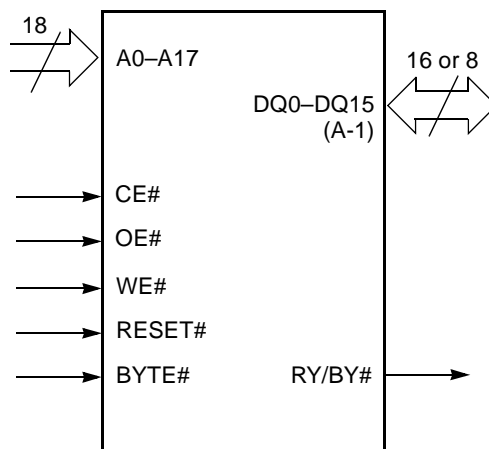 18
A0–A17
16 or 8
DQ0–DQ15
(A-1)
CE#
OE#
WE#
RESET#
BYTE#
RY/BY#